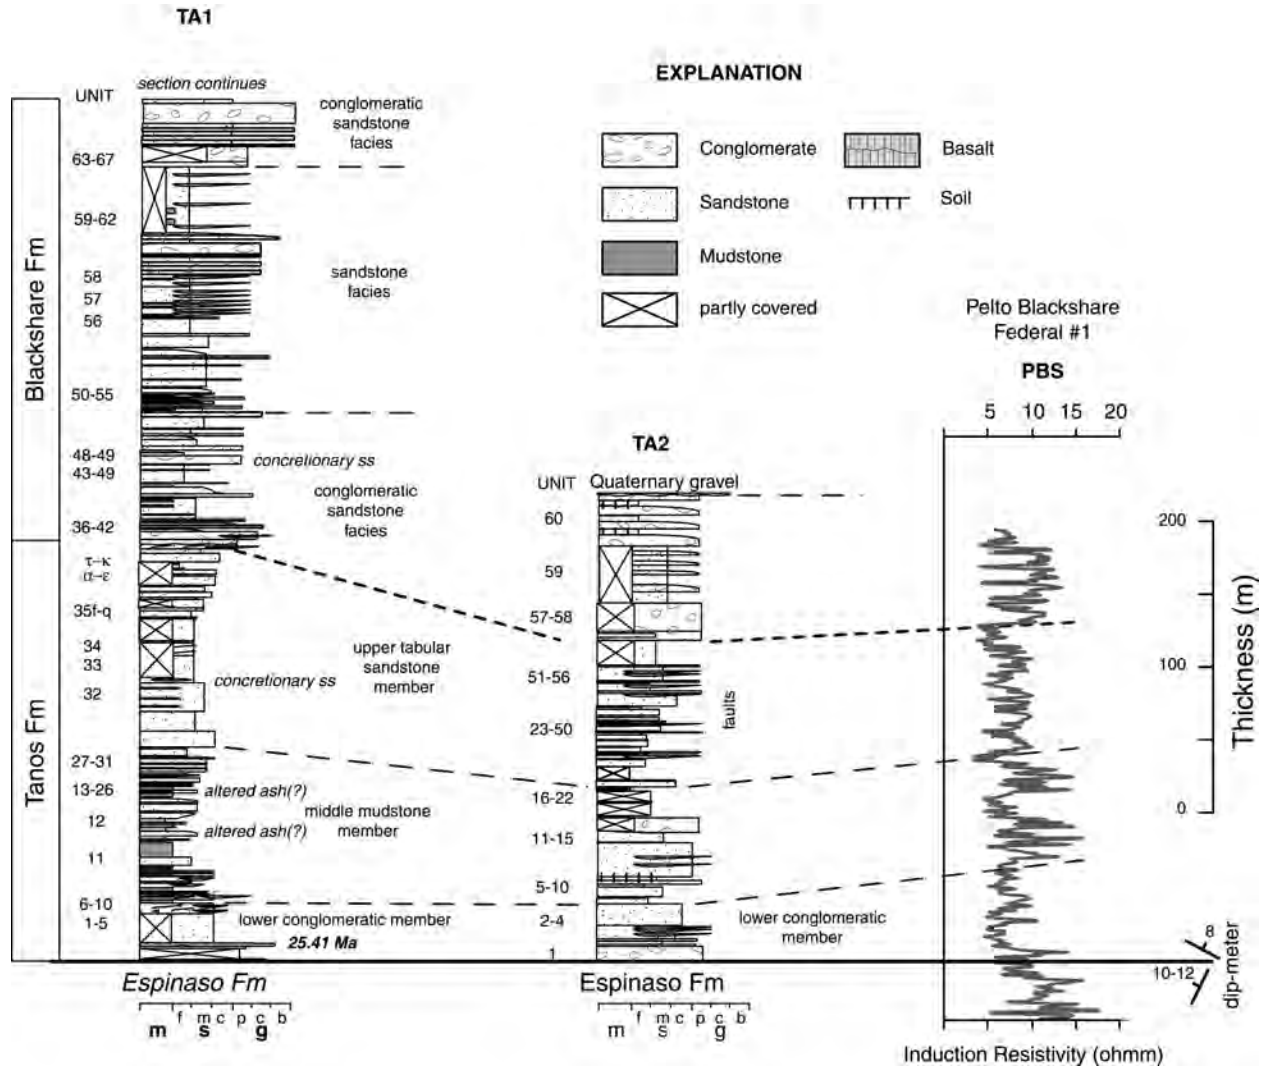 TA1
section continues
UNIT
conglomeratic
sandstone
facies
63-67
59-62
58
57
56
sandstone
facies
50-55
48-49
43-49
concretionary ss
conglomeratic
sandstone
facies
36-42
τ–κ
α–ε
35f-q
34
33
32
upper tabular
sandstone
member
concretionary ss
27-31
13-26
altered ash(?)
middle mudstone
member
12
altered ash(?)
11
6-10
1-5
lower conglomeratic member
25.41 Ma
Blackshare Fm
Tanos Fm
Espinaso Fm
f m c p c b
m s g
EXPLANATION
Conglomerate
Basalt
Sandstone
Soil
Mudstone
partly covered
TA2
UNIT
Quaternary gravel
60
59
57-58
51-56
23-50
faults
16-22
11-15
5-10
2-4
1
lower conglomeratic
member
Espinaso Fm
f m c p c b
m s g
Pelto Blackshare
Federal #1
PBS
5 10 15 20
200
100
0
Thickness (m)
8
10-12
dip-meter
Induction Resistivity (ohmm)